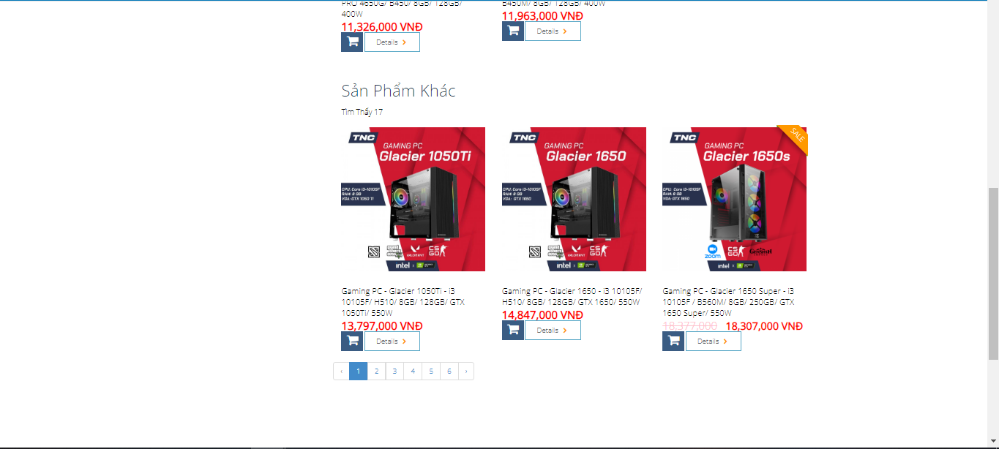 PRO 4650G/ B450/ 8GB/ 128GB/
400W
11,326,000 VNĐ
Details
B450M/ 8GB/ 128GB/ 400W
11,963,000 VNĐ
Details
Sản Phẩm Khác
Tìm Thấy 17
TNC
GAMING PC
Glacier 1050Ti
CPU: Core i3-10105F
RAM: 8 GB
VGA: GTX 1050 Ti
VALORANT
CS
GO
intel
Gaming PC - Glacier 1050Ti - i3
10105F/ H510/ 8GB/ 128GB/ GTX
1050Ti/ 550W
13,797,000 VNĐ
Details
TNC
GAMING PC
Glacier 1650
CPU: Core i3-10105F
RAM: 8 GB
VGA: GTX 1650
VALORANT
CS
GO
intel
Gaming PC - Glacier 1650 - i3 10105F/
H510/ 8GB/ 128GB/ GTX 1650/ 550W
14,847,000 VNĐ
Details
SALE
TNC
GAMING PC
Glacier 1650s
CPU: Core i3-10105F
RAM: 8 GB
VGA: GTX 1650
zoom
CS
GO
Genshin
intel
Gaming PC - Glacier 1650 Super - i3
10105F / B560M/ 8GB/ 250GB/ GTX
1650 Super/ 550W
18,377,000 18,307,000 VNĐ
Details
‹ 1 2 3 4 5 6 ›